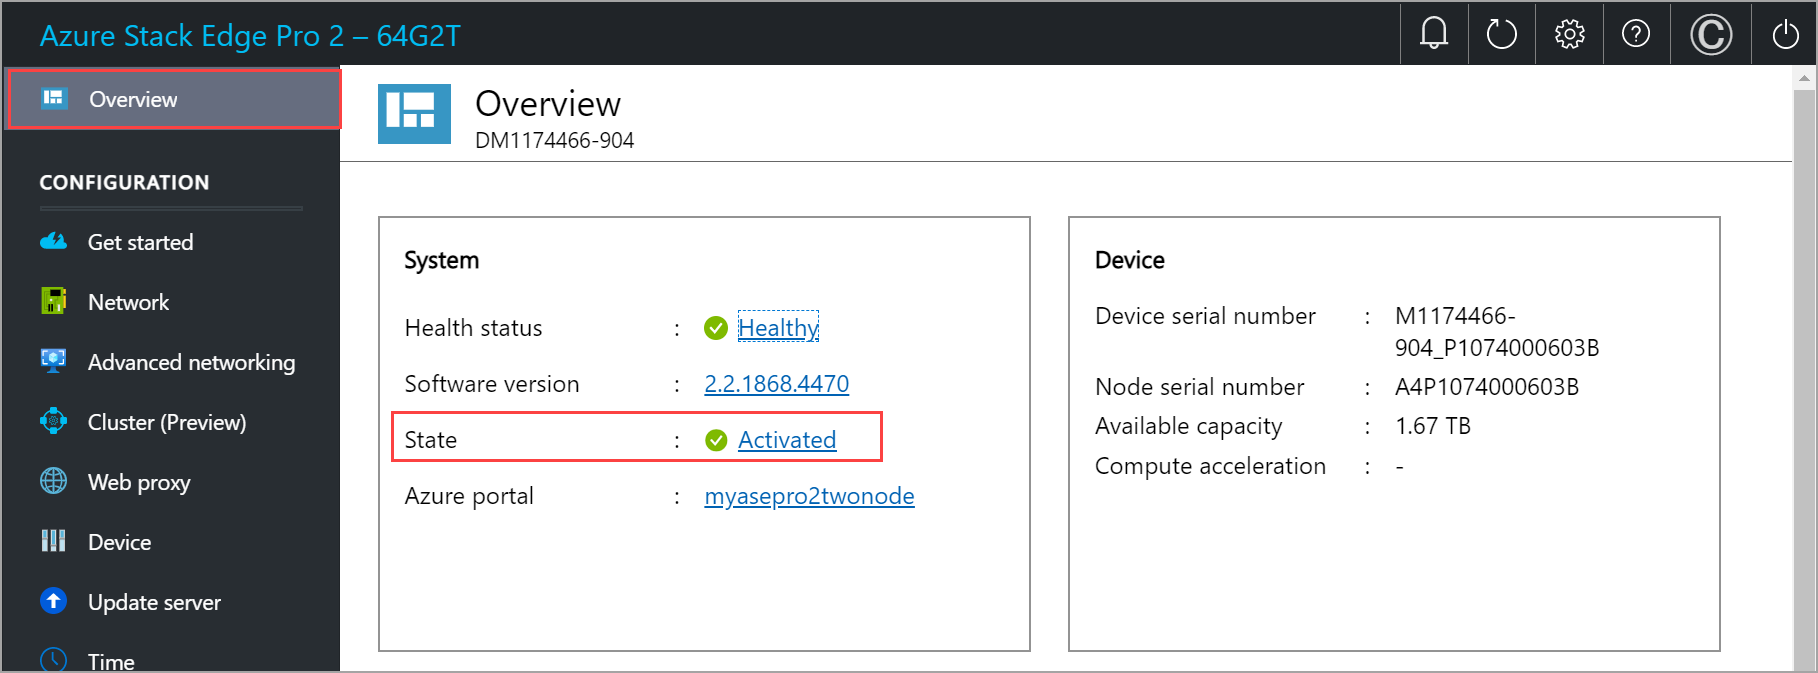 Azure Stack Edge Pro 2 – 64G2T
Overview
CONFIGURATION
Get started
Network
Advanced networking
Cluster (Preview)
Web proxy
Device
Update server
Time
Overview
DM1174466-904
System
Health status : Healthy
Software version : 2.2.1868.4470
State : Activated
Azure portal : myasepro2twonode
Device
Device serial number : M1174466-
904_P1074000603B
Node serial number : A4P1074000603B
Available capacity : 1.67 TB
Compute acceleration : -